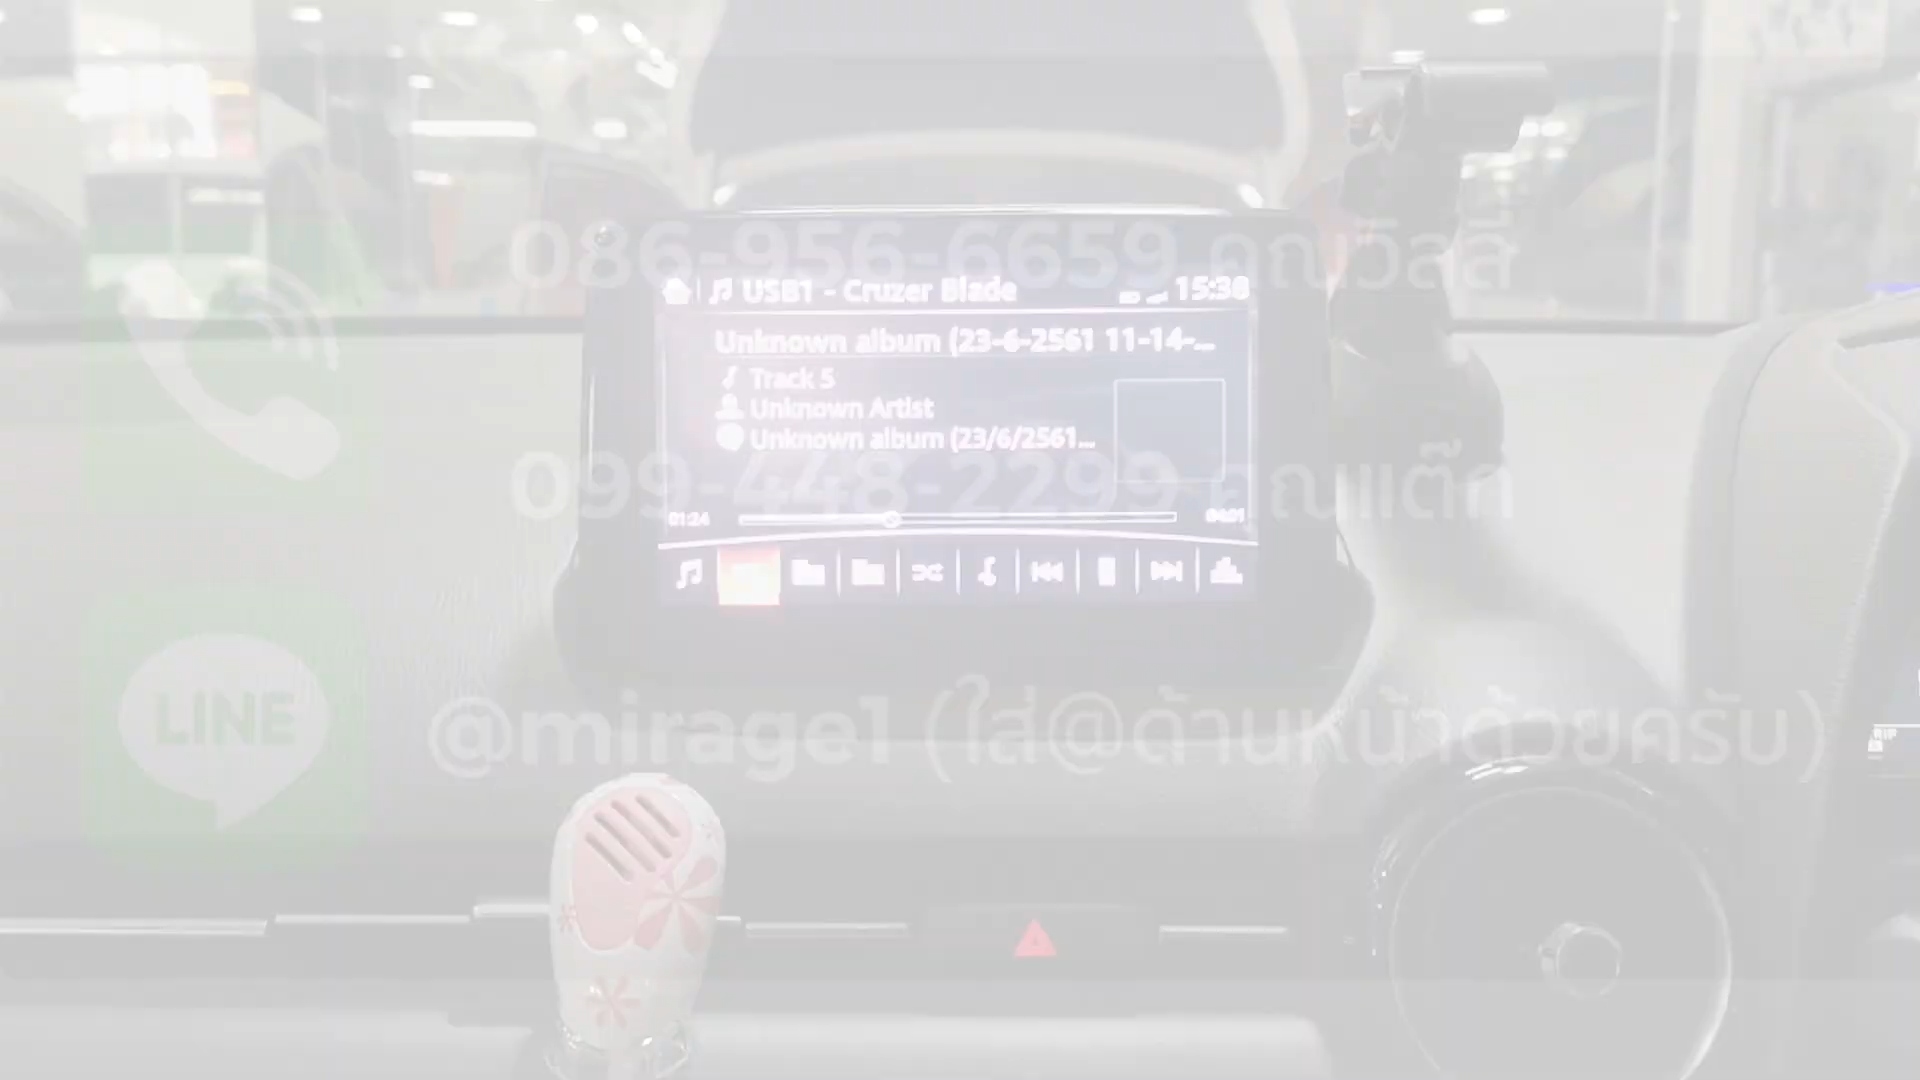 086-956-6659 คุณวิลลี่
USB1 - Cruzer Blade 15:38
Unknown album (23-6-2561 11-14-...
Track 5
Unknown Artist
Unknown album (23/6/2561...
099-448-2299 คุณแต๊ก
01:24
LINE
@mirage1 (ใส่@ด้านหน้าด้วยครับ)
RIP